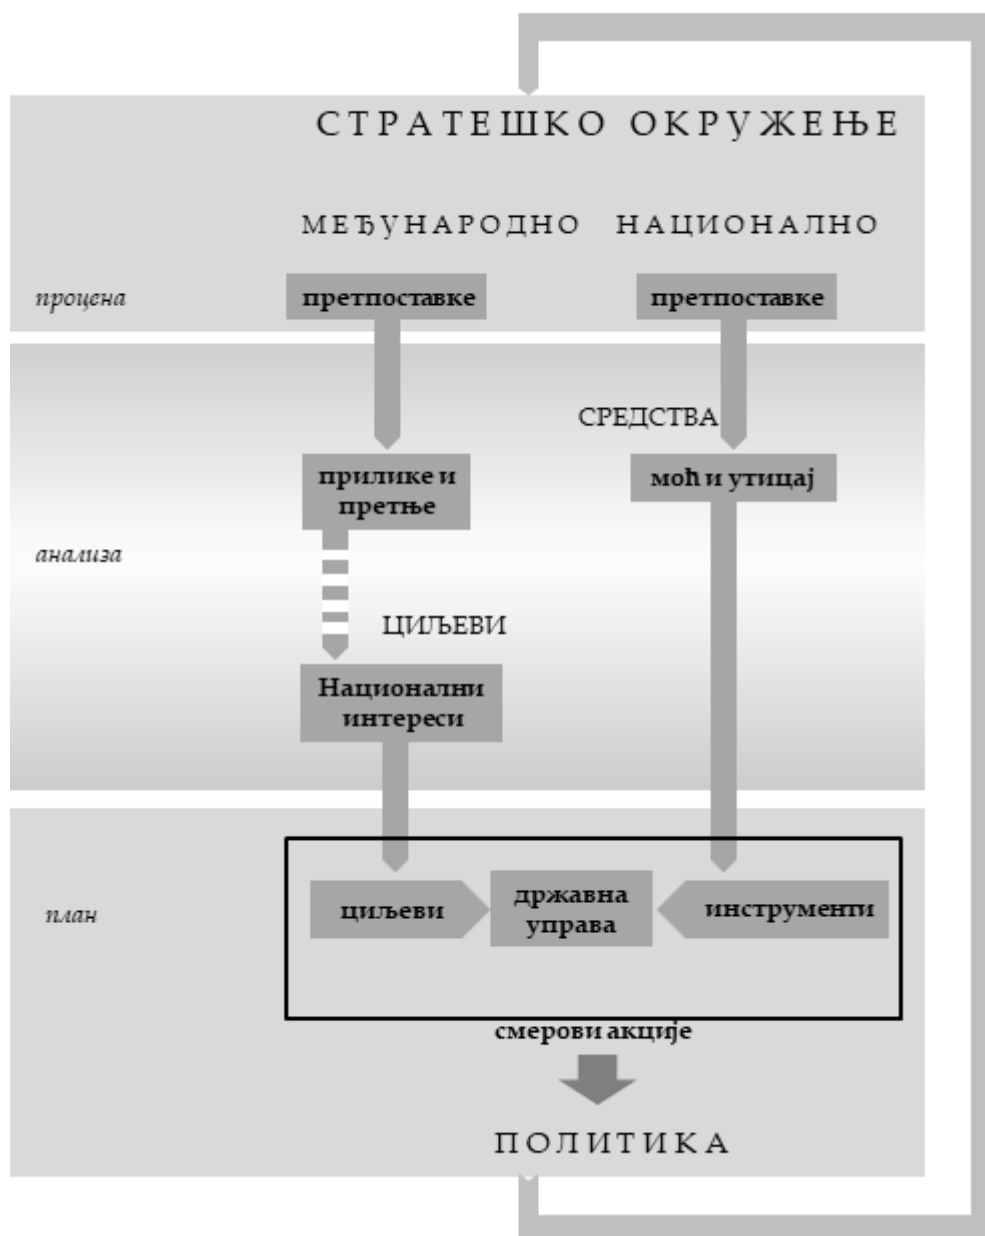 СТРАТЕШКО ОКРУЖЕЊЕ
МЕЂУНАРОДНО НАЦИОНАЛНО
процена
претпоставке
претпоставке
СРЕДСТВА
прилике и
претње
моћ и утицај
анализа
ЦИЉЕВИ
Национални
интереси
план
циљеви
државна
управа
инструменти
смерови акције
ПОЛИТИКА